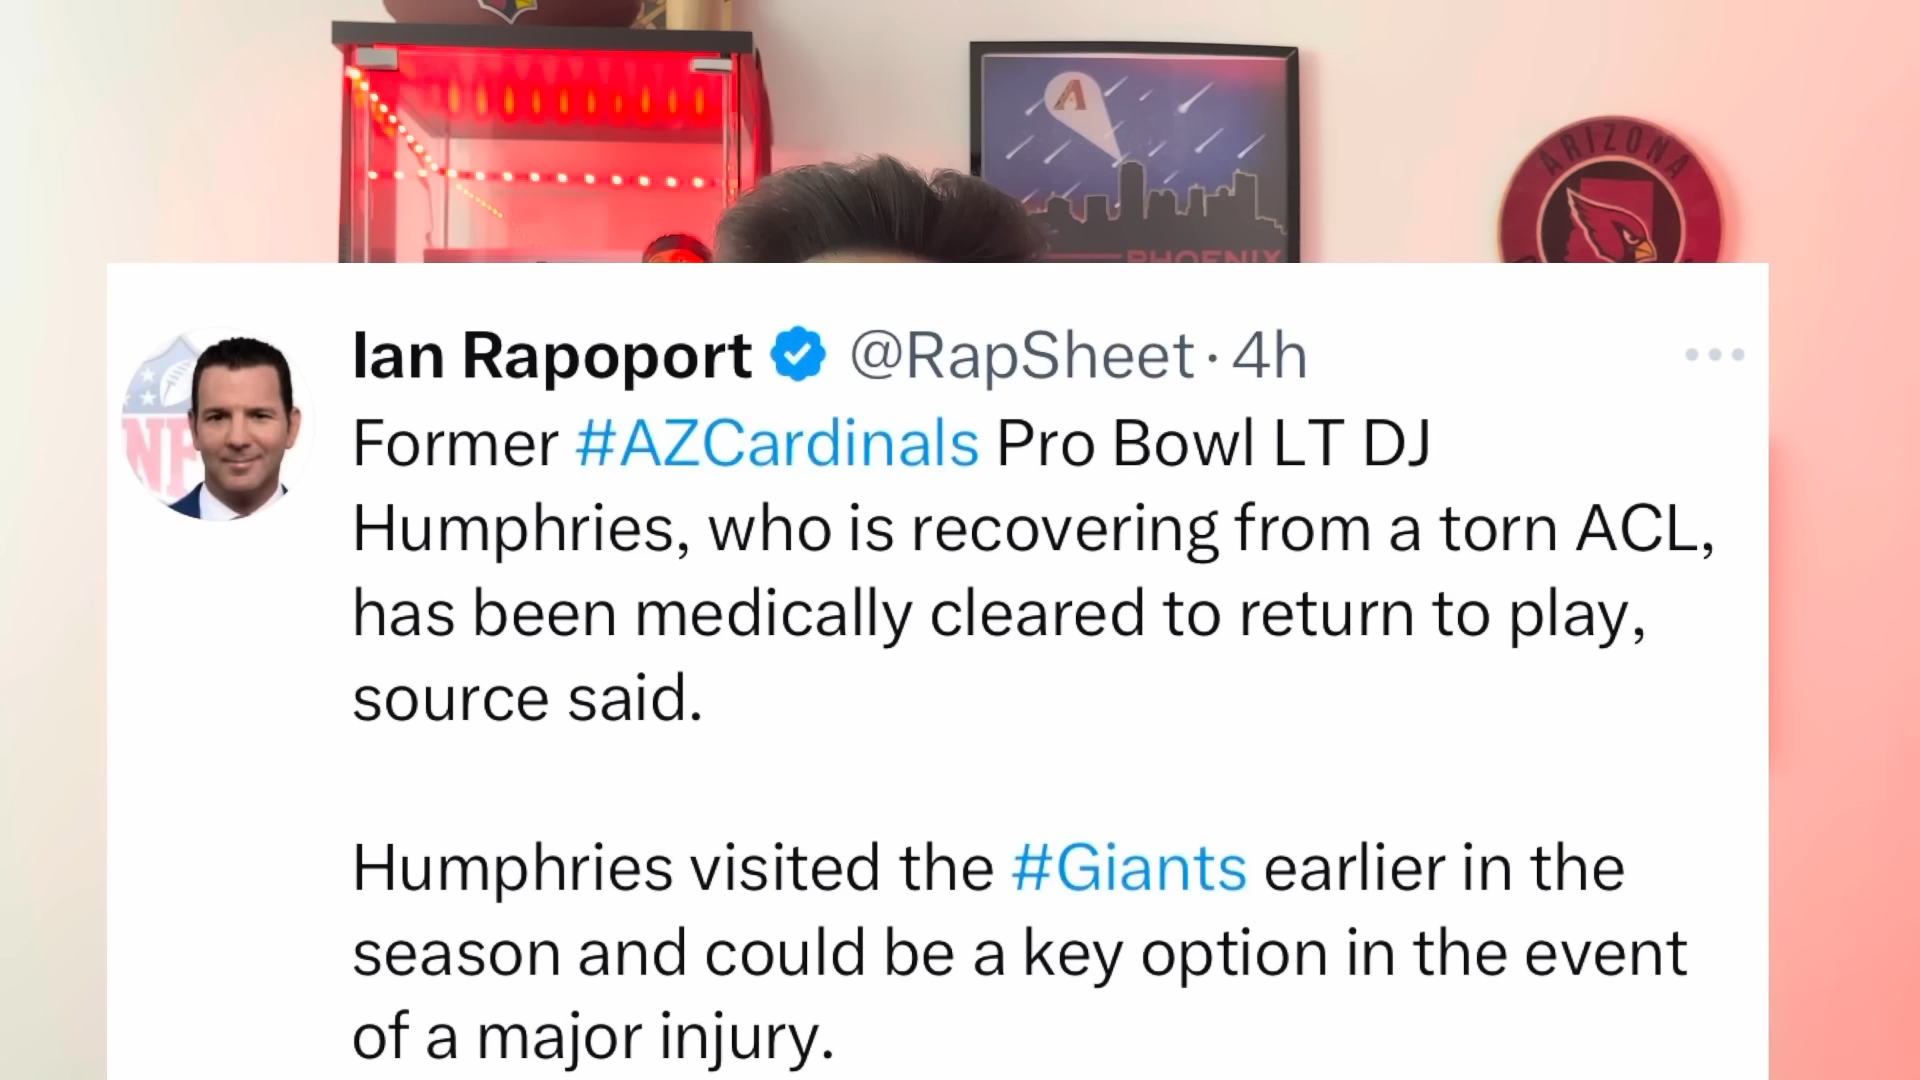 ARIZONA
A
PHOENIX
Ian Rapoport @RapSheet · 4h
Former #AZCardinals Pro Bowl LT DJ
Humphries, who is recovering from a torn ACL,
has been medically cleared to return to play,
source said.
Humphries visited the #Giants earlier in the
season and could be a key option in the event
of a major injury.